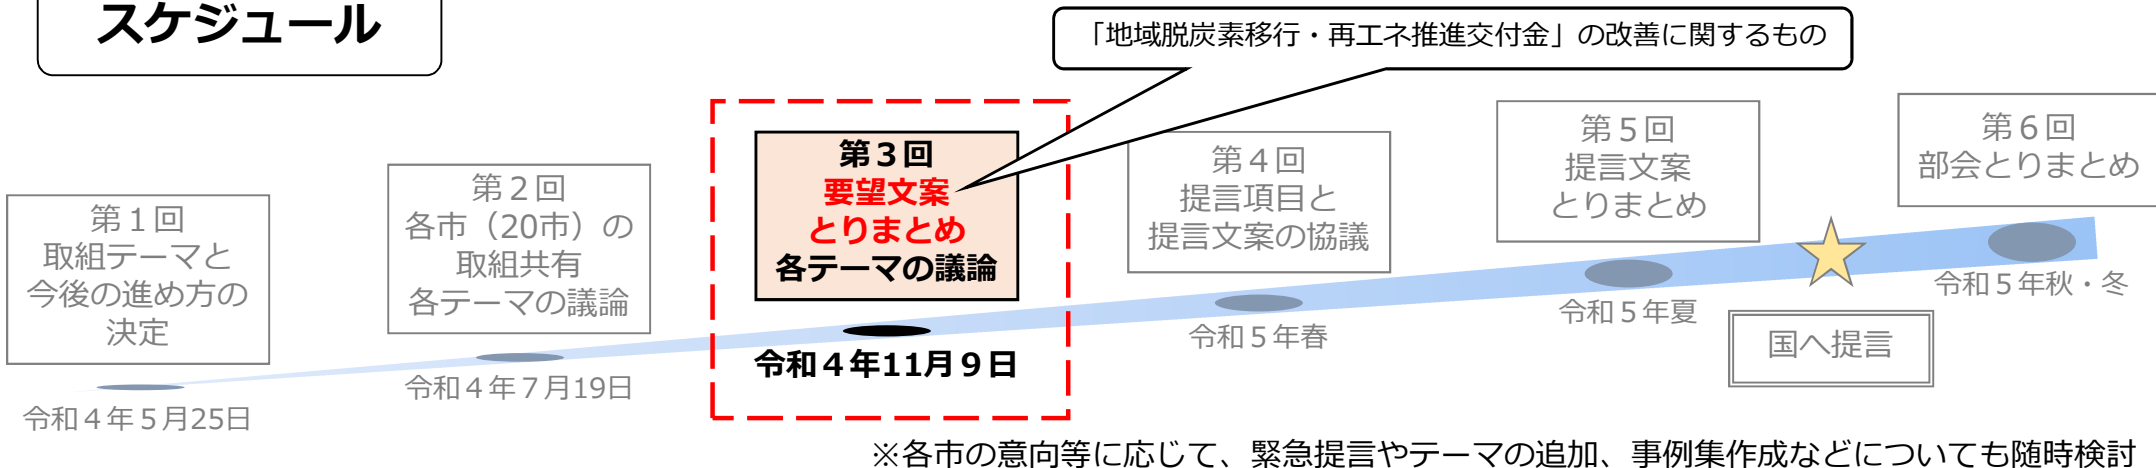 スケジュール
「地域脱炭素移行・再エネ推進交付金」の改善に関するもの
第１回
取組テーマと
今後の進め方の
決定
令和４年５月25日
第２回
各市（20市）の
取組共有
各テーマの議論
令和４年７月19日
第３回
要望文案
とりまとめ
各テーマの議論
令和４年11月９日
第４回
提言項目と
提言文案の協議
令和５年春
第５回
提言文案
とりまとめ
令和５年夏
国へ提言
第６回
部会とりまとめ
令和５年秋・冬
※各市の意向等に応じて、緊急提言やテーマの追加、事例集作成などについても随時検討